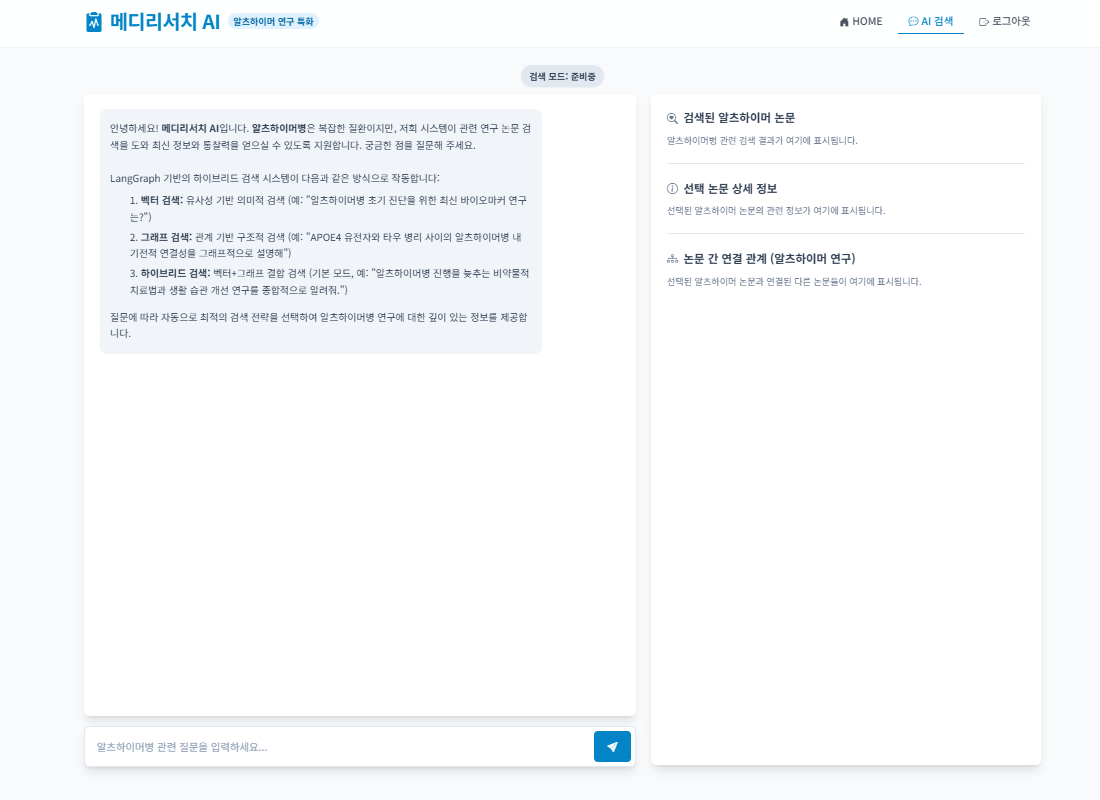 메디리서치 AI 알츠하이머 연구 특화
HOME
AI 검색
로그아웃
검색 모드: 준비중
안녕하세요! 메디리서치 AI입니다. 알츠하이머병은 복잡한 질환이지만, 저희 시스템이 관련 연구 논문 검
색을 도와 최신 정보와 통찰력을 얻으실 수 있도록 지원합니다. 궁금한 점을 질문해 주세요.
LangGraph 기반의 하이브리드 검색 시스템이 다음과 같은 방식으로 작동합니다:
1. 벡터 검색: 유사성 기반 의미적 검색 (예: "알츠하이머병 초기 진단을 위한 최신 바이오마커 연구
는?")
2. 그래프 검색: 관계 기반 구조적 검색 (예: "APOE4 유전자와 타우 병리 사이의 알츠하이머병 내
기전적 연결성을 그래프적으로 설명해")
3. 하이브리드 검색: 벡터+그래프 결합 검색 (기본 모드, 예: "알츠하이머병 진행을 늦추는 비약물적
치료법과 생활 습관 개선 연구를 종합적으로 알려줘.")
질문에 따라 자동으로 최적의 검색 전략을 선택하여 알츠하이머병 연구에 대한 깊이 있는 정보를 제공합
니다.
알츠하이머병 관련 질문을 입력하세요...
검색된 알츠하이머 논문
알츠하이머병 관련 검색 결과가 여기에 표시됩니다.
선택 논문 상세 정보
선택된 알츠하이머 논문의 관련 정보가 여기에 표시됩니다.
논문 간 연결 관계 (알츠하이머 연구)
선택된 알츠하이머 논문과 연결된 다른 논문들이 여기에 표시됩니다.